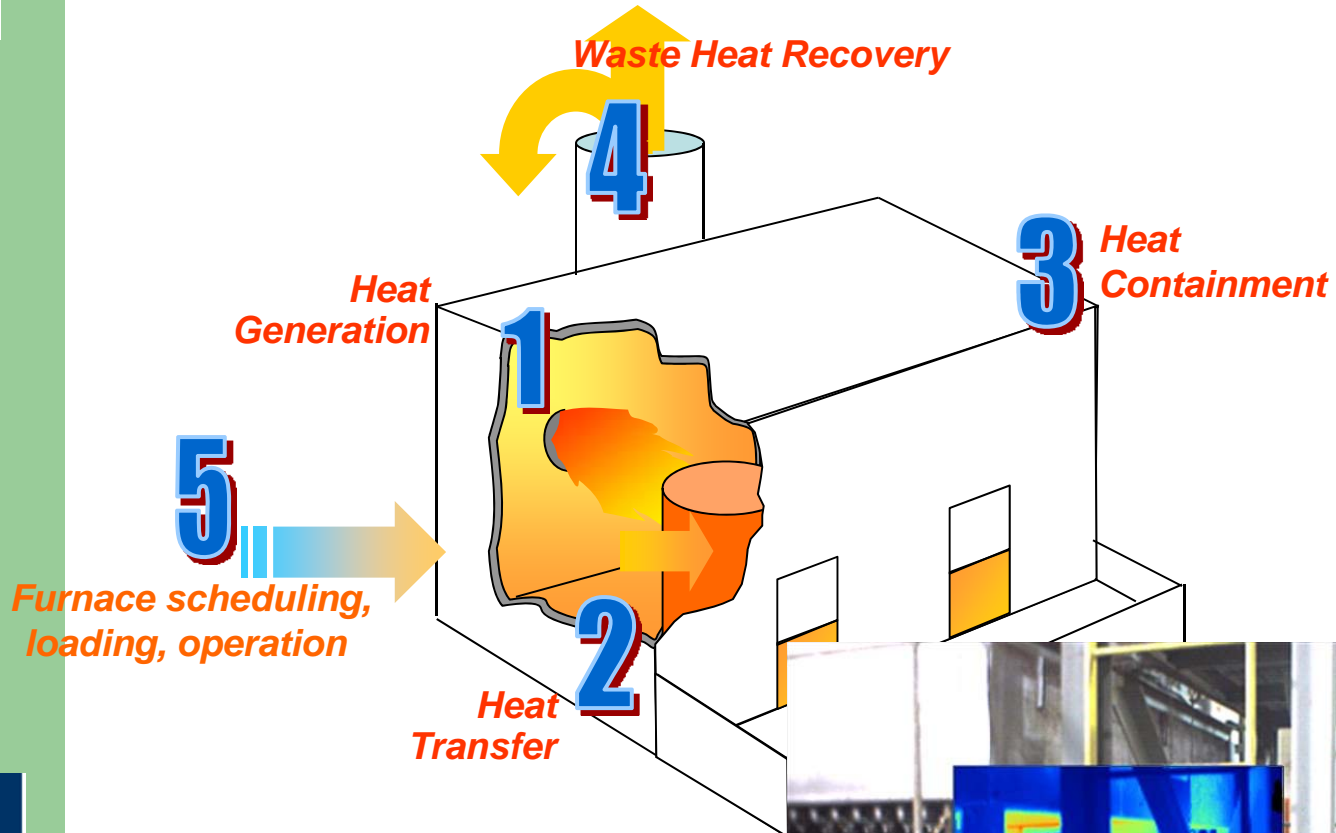 Waste Heat Recovery
4
3
Heat
Containment
Heat
Generation
1
5
Furnace scheduling,
loading, operation
2
Heat
Transfer